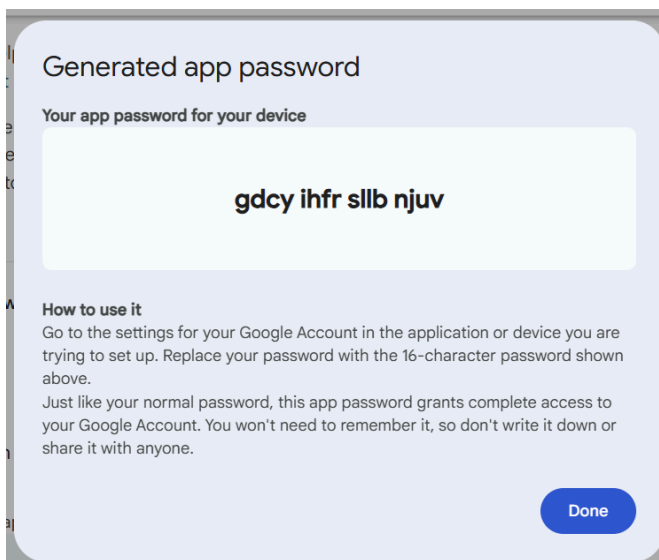 Generated app password
Your app password for your device
gdcy ihfr sllb njuv
How to use it
Go to the settings for your Google Account in the application or device you are
trying to set up. Replace your password with the 16-character password shown
above.
Just like your normal password, this app password grants complete access to
your Google Account. You won't need to remember it, so don't write it down or
share it with anyone.
Done